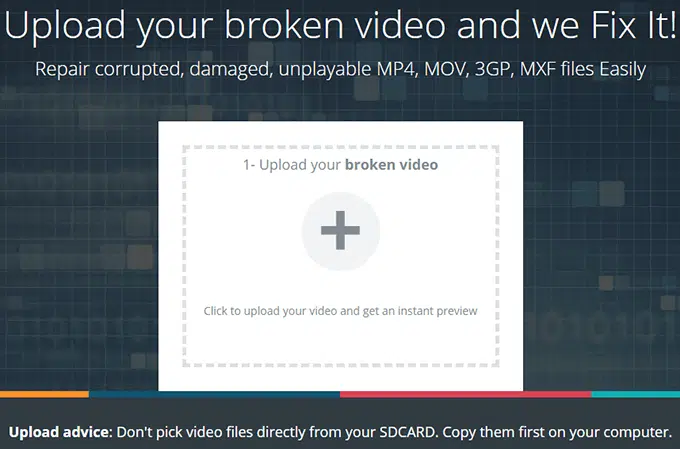 Upload your broken video and we Fix It!
Repair corrupted, damaged, unplayable MP4, MOV, 3GP, MXF files Easily
1- Upload your broken video
Click to upload your video and get an instant preview
Upload advice: Don't pick video files directly from your SDCARD. Copy them first on your computer.